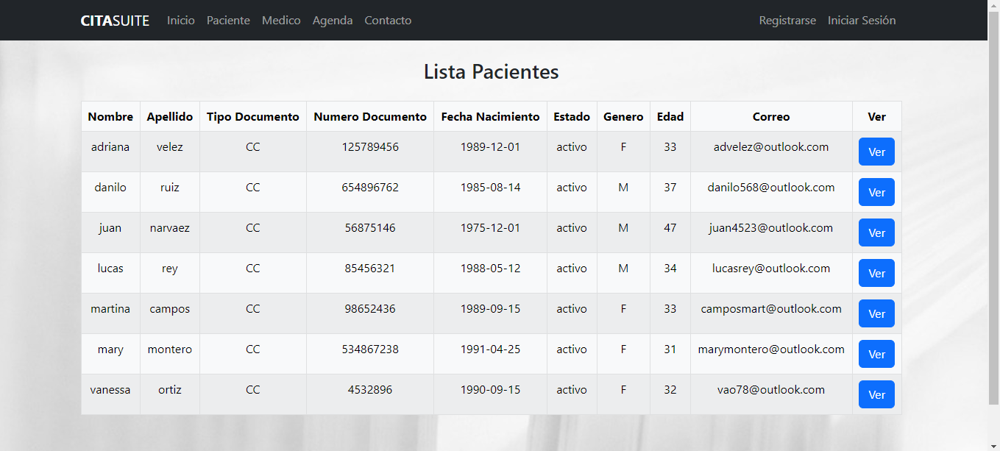 CITASUITE Inicio Paciente Medico Agenda Contacto Registrarse Iniciar Sesión
Lista Pacientes
Nombre Apellido Tipo Documento Numero Documento Fecha Nacimiento Estado Genero Edad Correo Ver
adriana velez CC 125789456 1989-12-01 activo F 33 advelez@outlook.com Ver
danilo ruiz CC 654896762 1985-08-14 activo M 37 danilo568@outlook.com Ver
juan narvaez CC 56875146 1975-12-01 activo M 47 juan4523@outlook.com Ver
lucas rey CC 85456321 1988-05-12 activo M 34 lucasrey@outlook.com Ver
martina campos CC 98652436 1989-09-15 activo F 33 camposmart@outlook.com Ver
mary montero CC 534867238 1991-04-25 activo F 31 marymontero@outlook.com Ver
vanessa ortiz CC 4532896 1990-09-15 activo F 32 vao78@outlook.com Ver